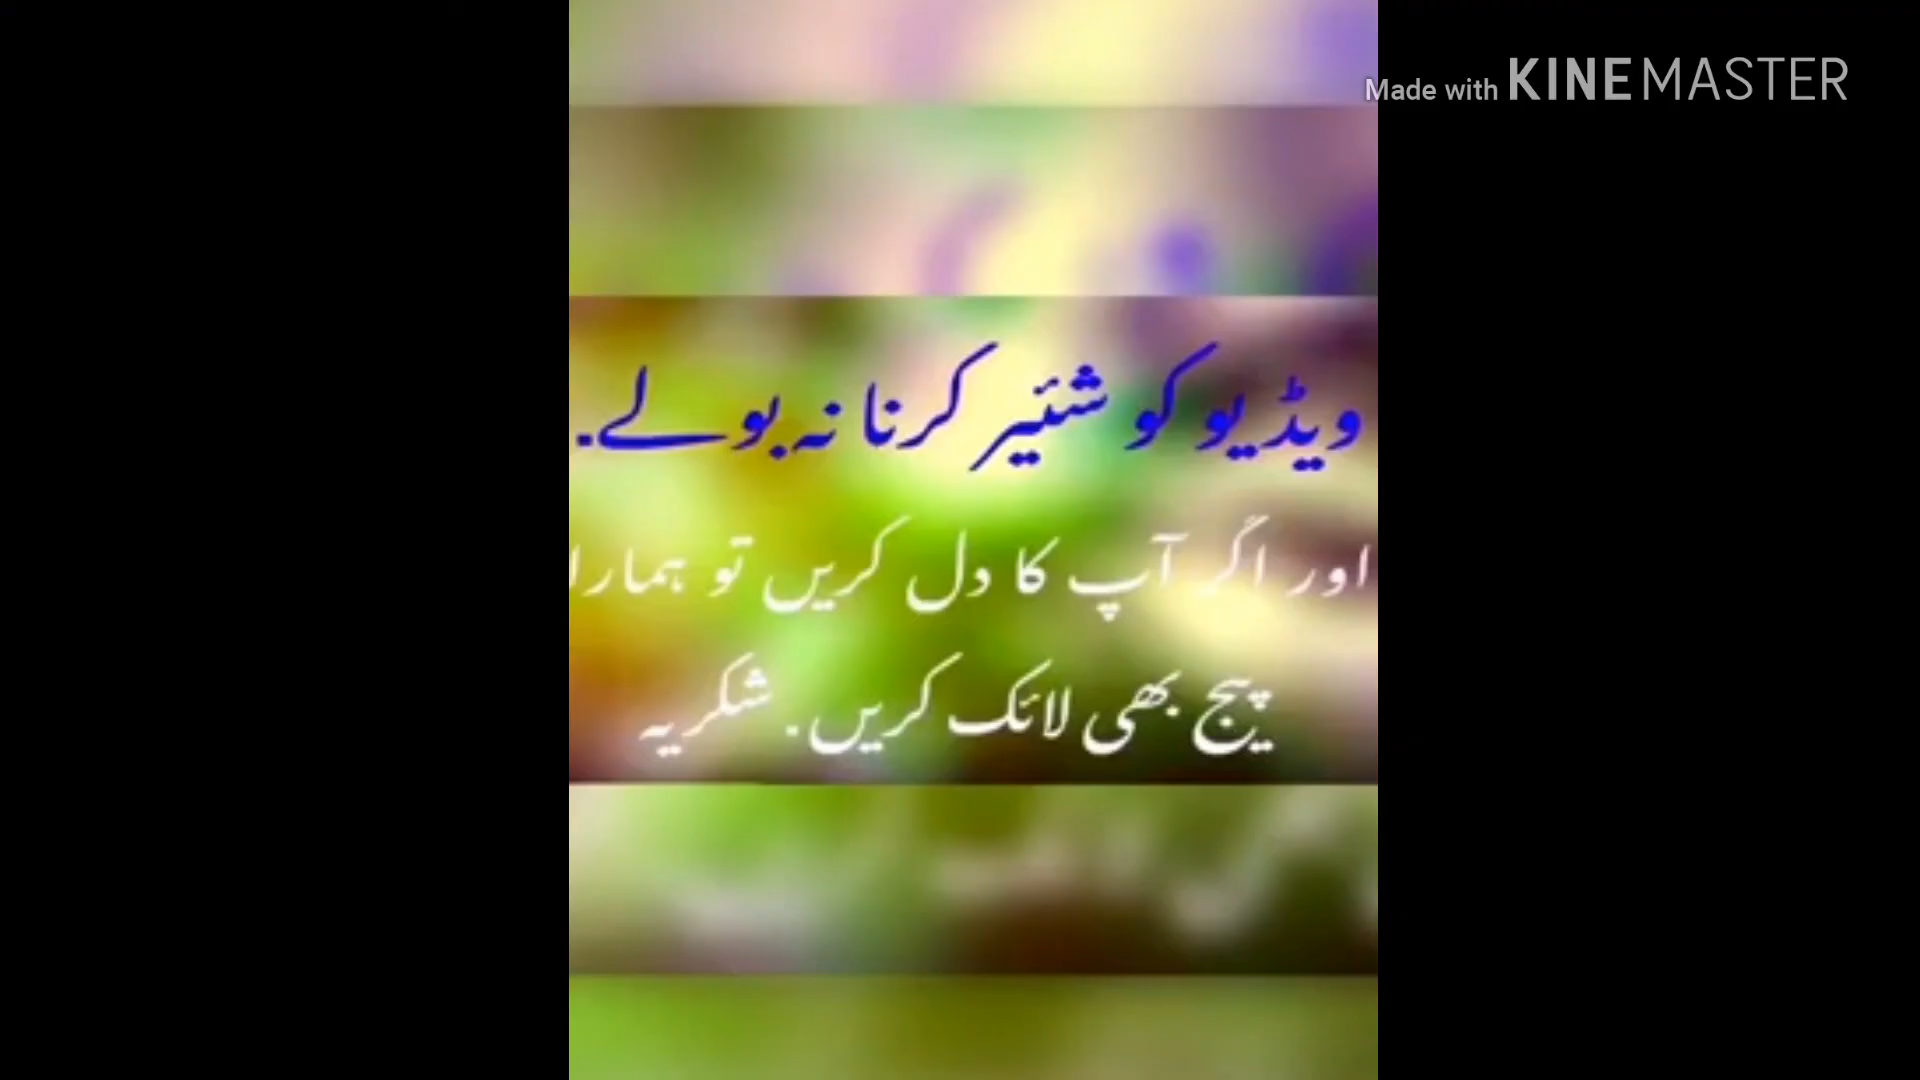 Made with KINEMASTER
ویڈیو کو شئیر کرنا نہ بولے.
اور اگر آپ کا دل کریں تو ہمارا
پیج بھی لائک کریں. شکریہ